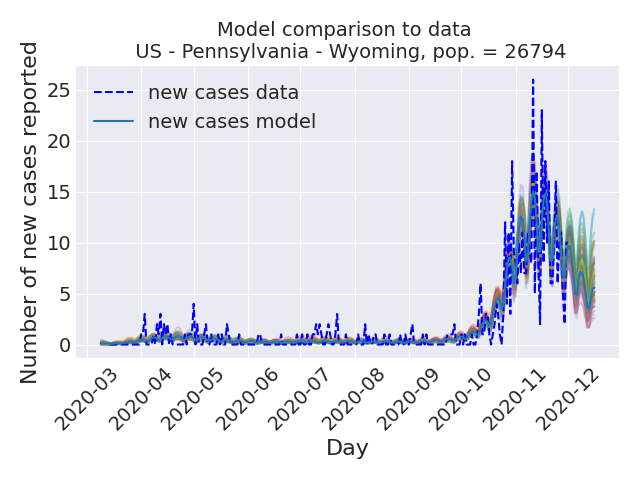 Model comparison to data
US - Pennsylvania - Wyoming, pop. = 26794
Number of new cases reported
25
20
15
10
5
0
new cases data
new cases model
2020-03
2020-04
2020-05
2020-06
2020-07
2020-08
2020-09
2020-10
2020-11
2020-12
Day